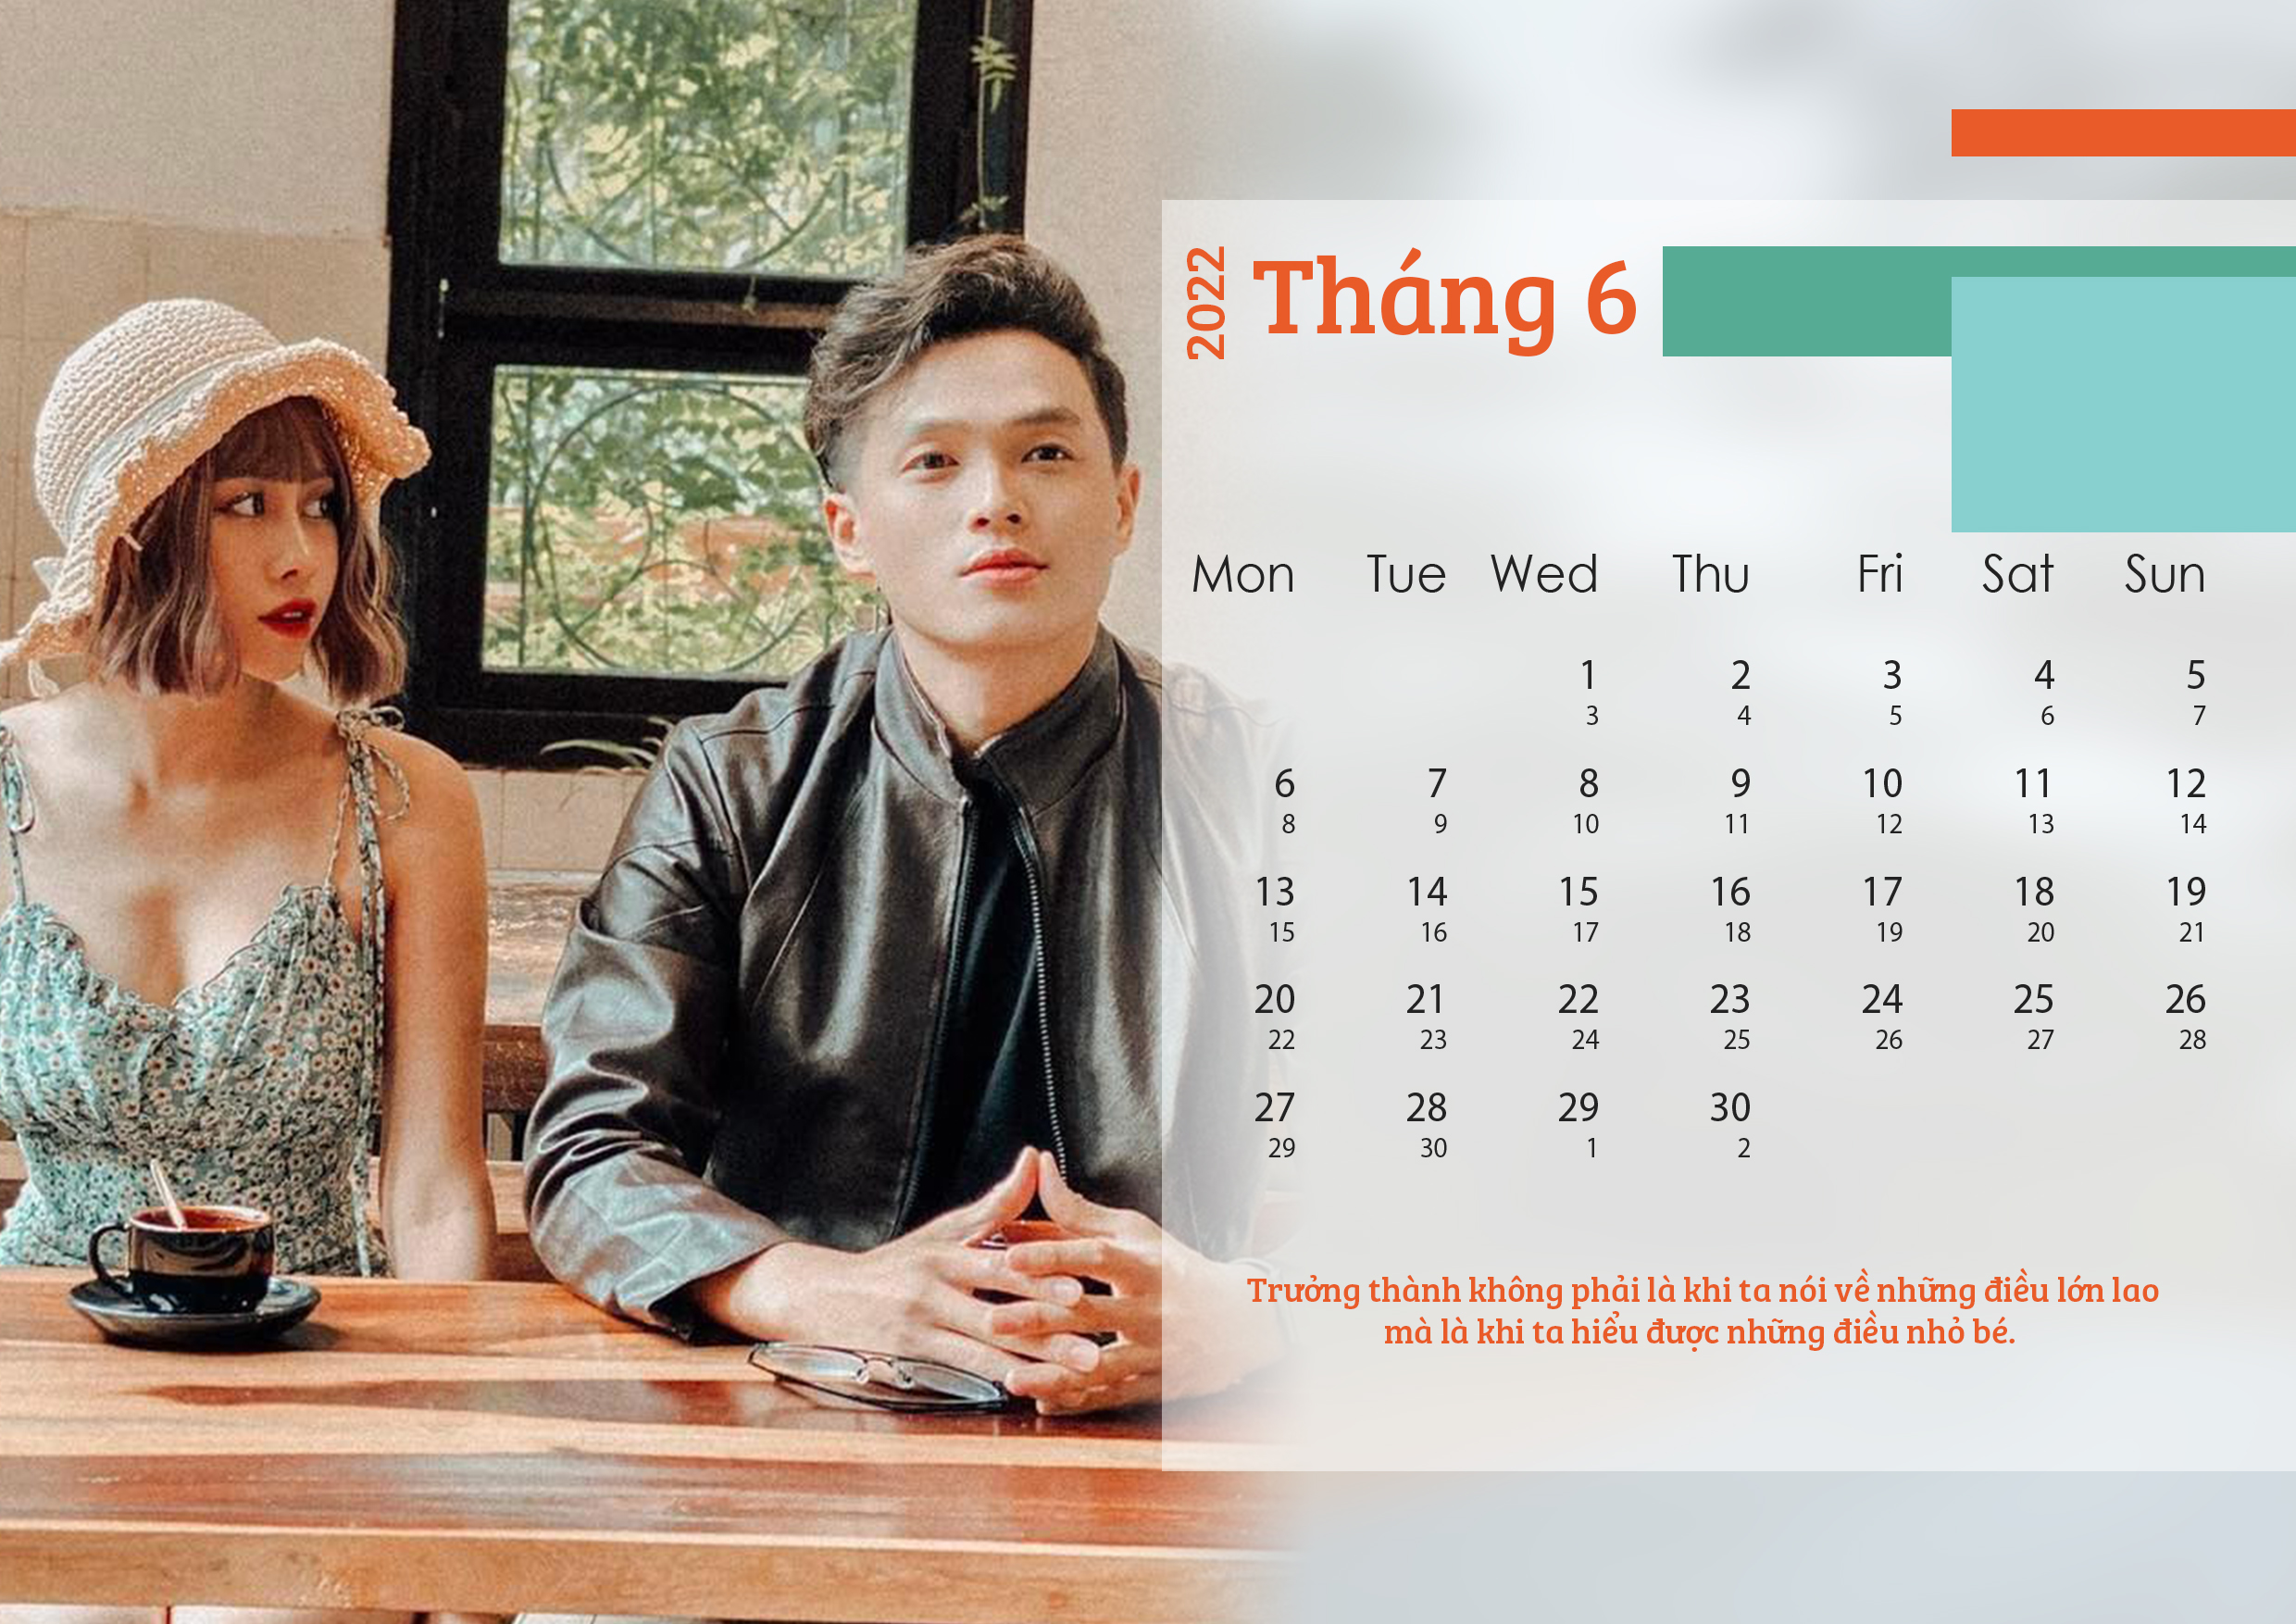 2022
Tháng 6
Mon Tue Wed Thu Fri Sat Sun
1 2 3 4 5
3 4 5 6 7
6 7 8 9 10 11 12
8 9 10 11 12 13 14
13 14 15 16 17 18 19
15 16 17 18 19 20 21
20 21 22 23 24 25 26
22 23 24 25 26 27 28
27 28 29 30
29 30 1 2
Trưởng thành không phải là khi ta nói về những điều lớn lao
mà là khi ta hiểu được những điều nhỏ bé.